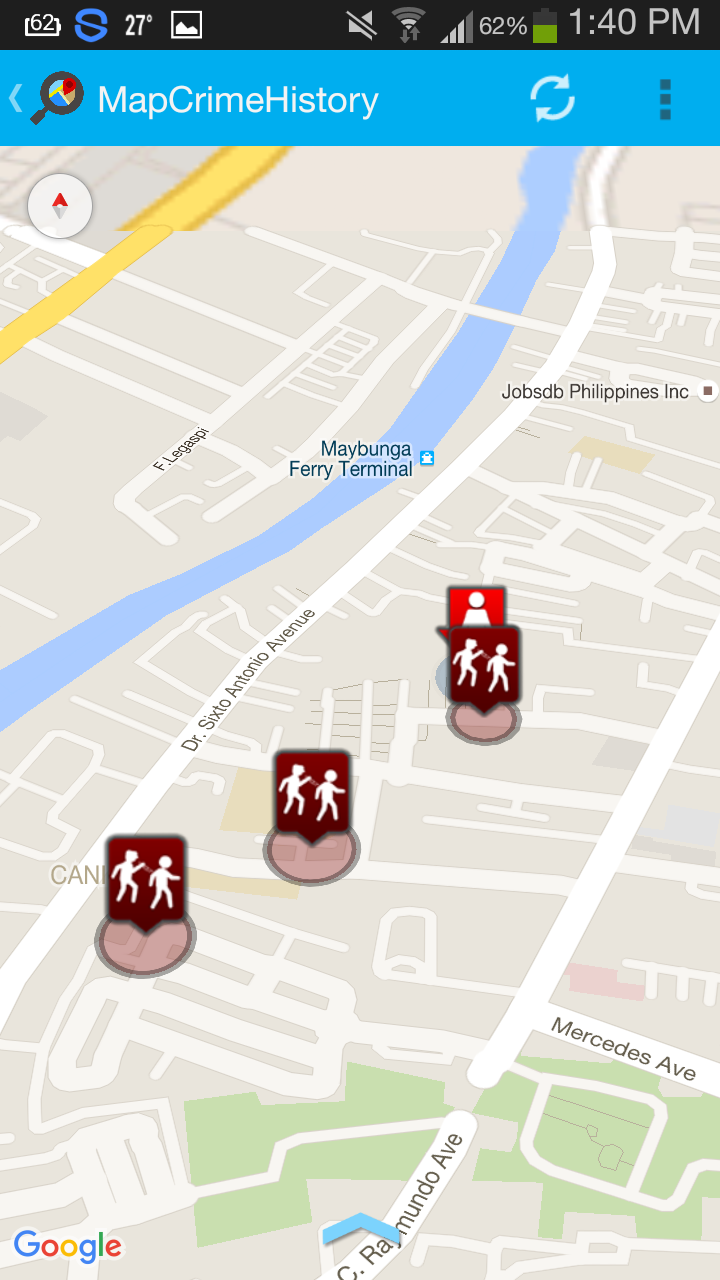 62
27°
62%
1:40 PM
MapCrimeHistory
Jobsdb Philippines Inc
F.Legaspi
Maybunga
Ferry Terminal
Dr. Sixto Antonio Avenue
CANI
Mercedes Ave
C. Raymundo Ave
Google